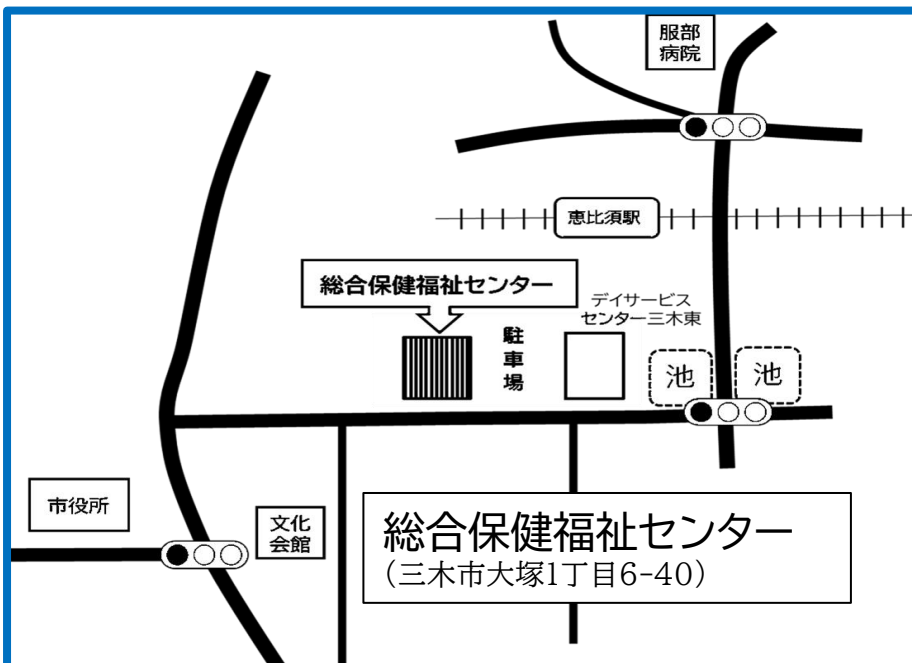 服部
病院
恵比須駅
総合保健福祉センター
デイサービス
センター三木東
駐車場
池
池
市役所
文化
会館
総合保健福祉センター
(三木市大塚1丁目6-40)